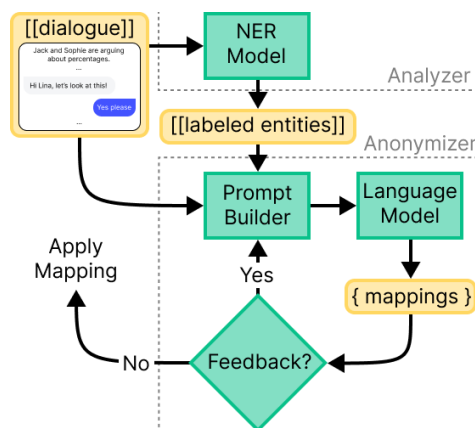 [[dialogue]]
Jack and Sophie are arguing
about percentages.
...
Hi Lina, let's look at this!
Yes please
...
NER
Model
Analyzer
[[labeled entities]]
Anonymizer
Prompt
Builder
Language
Model
Apply
Mapping
Yes
{ mappings }
No
Feedback?